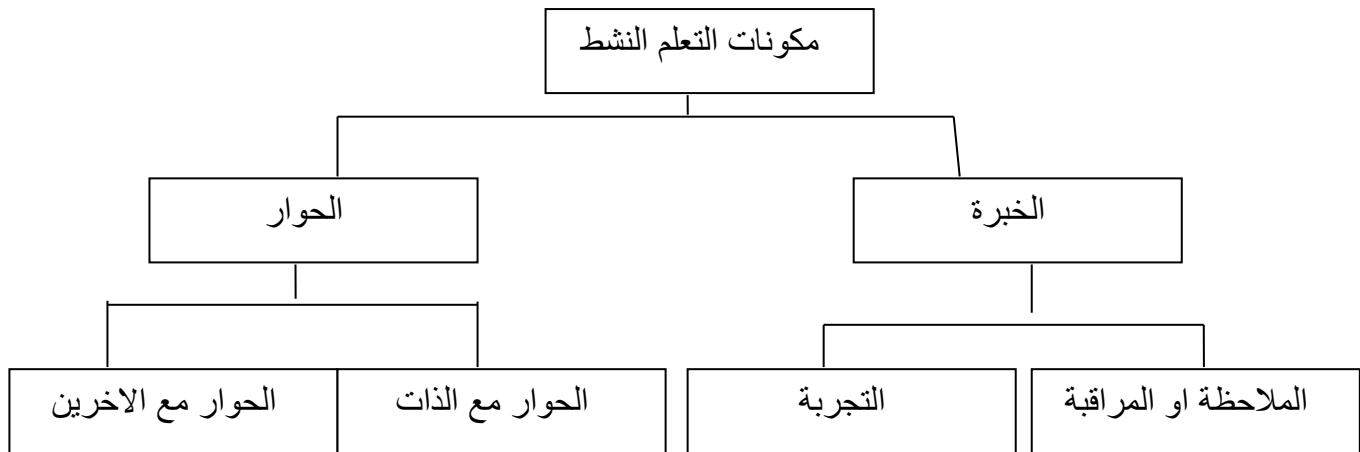 مكونات التعلم النشط
الخبرة
الحوار
الملاحظة او المراقبة
التجربة
الحوار مع الذات
الحوار مع الاخرين